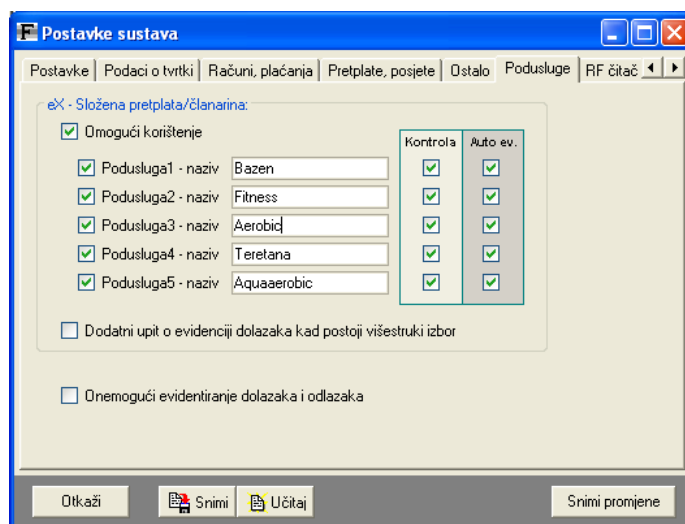 F Postavke sustava
Postavke Podaci o tvrtki Računi, plaćanja Pretplate, posjete Ostalo Podusluge RF čitač
eX - Složena pretplata/članarina:
Omogući korištenje
Kontrola Auto ev.
Podusluga1 - naziv Bazen
Podusluga2 - naziv Fitness
Podusluga3 - naziv Aerobic
Podusluga4 - naziv Teretana
Podusluga5 - naziv Aquaaerobic
Dodatni upit o evidenciji dolazaka kad postoji višestruki izbor
Onemogući evidentiranje dolazaka i odlazaka
Otkaži Snimi Učitaj Snimi promjene